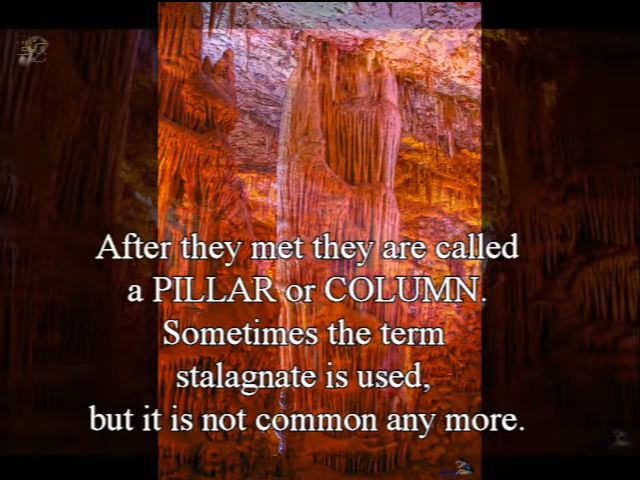 After they met they are called
a PILLAR or COLUMN.
Sometimes the term
stalagnate is used,
but it is not common any more.